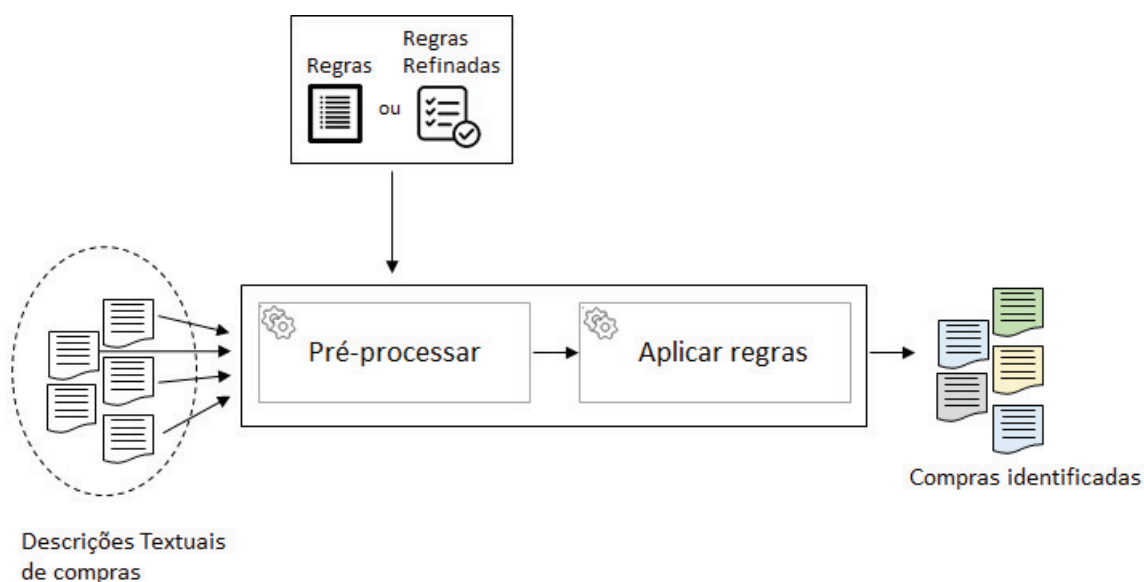 Regras
Regras
Refinadas
ou
Pré-processar
Aplicar regras
Compras identificadas
Descrições Textuais
de compras